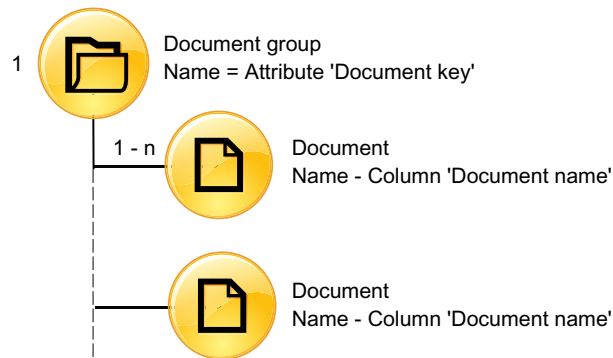 Document group
1
Name = Attribute 'Document key'
1 - n
Document
Name - Column 'Document name'
Document
Name - Column 'Document name'